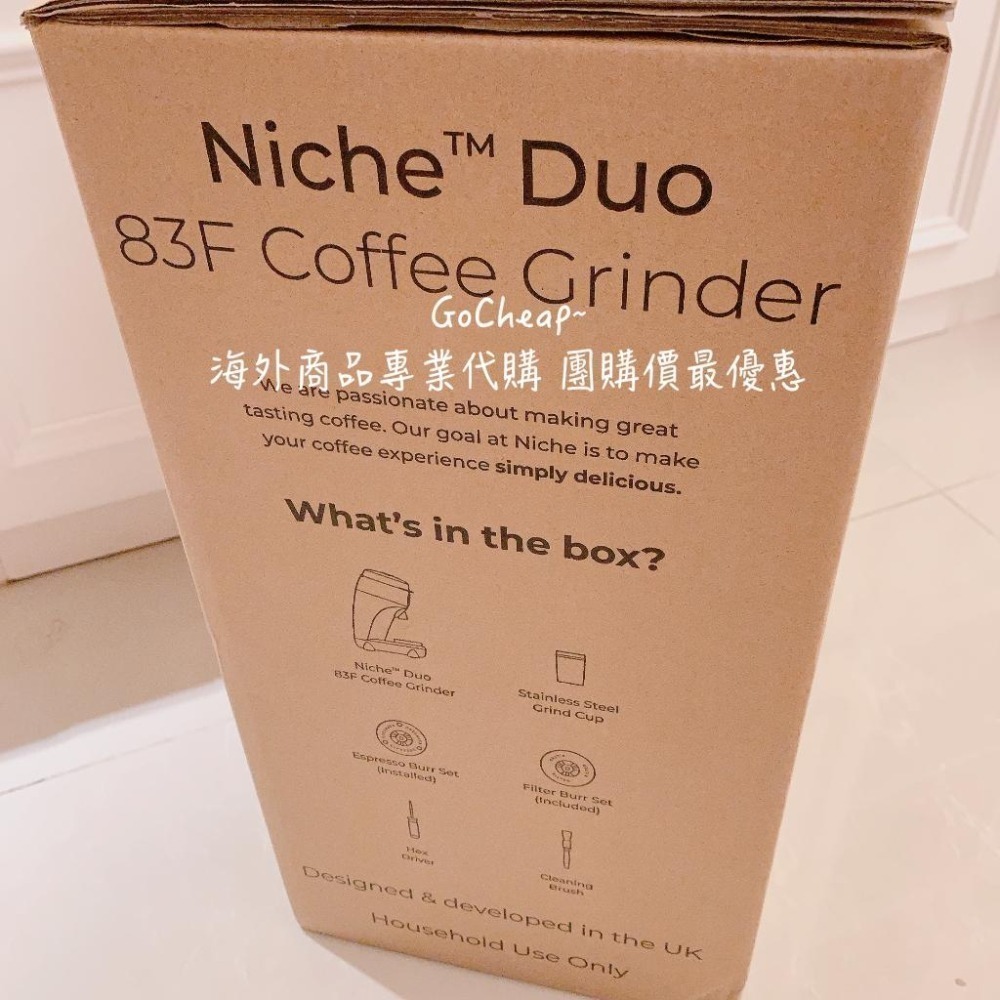 Niche™ Duo
83F Coffee Grinder
GoCheap~
海外商品專業代購 團購價最優惠
We are passionate about making great
tasting coffee. Our goal at Niche is to make
your coffee experience simply delicious.
What's in the box?
Niche™ Duo
83F Coffee Grinder
Stainless Steel
Grind Cup
Espresso Burr Set
(Installed)
Filter Burr Set
(Included)
Hex
Driver
Cleaning
Brush
Designed & developed in the UK
Household Use Only